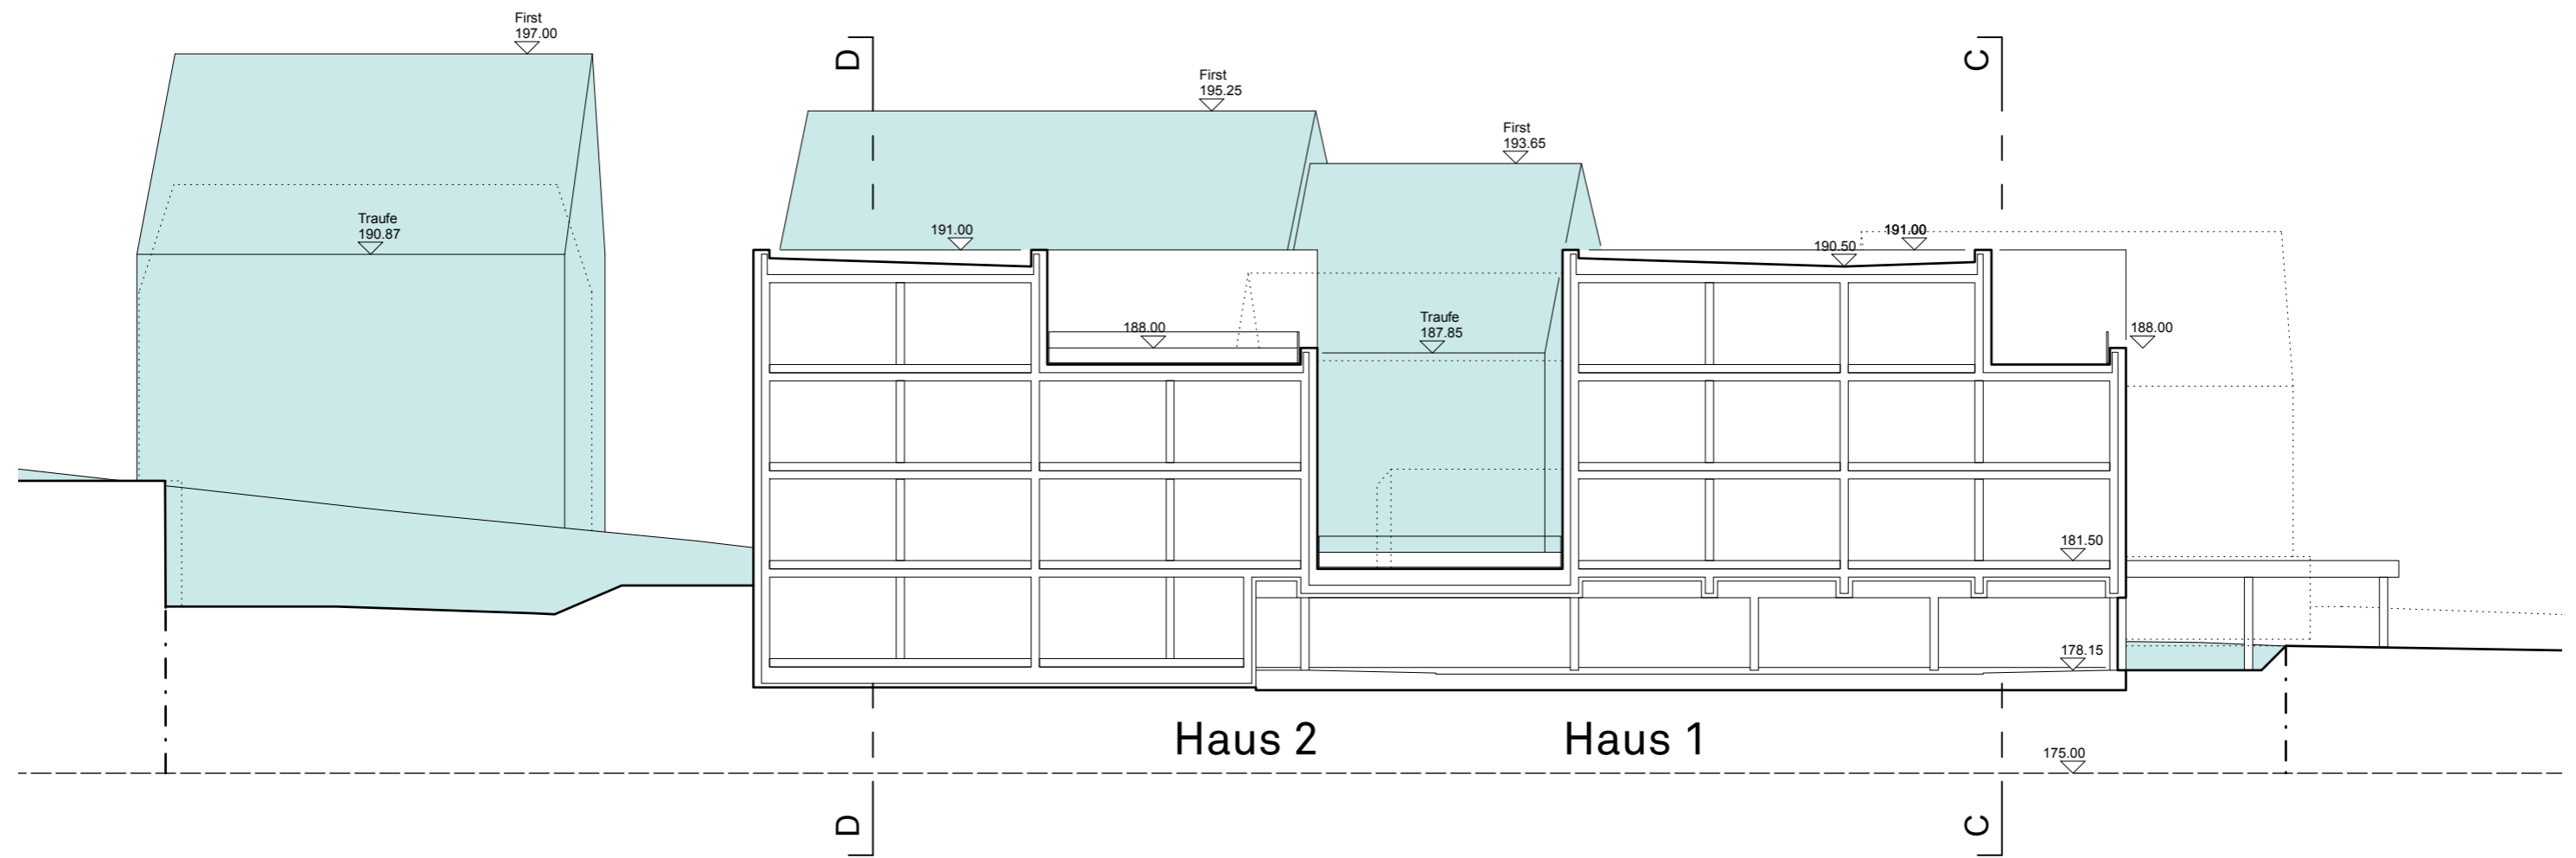 First
197.00
D
C
First
195.25
First
193.65
Traufe
190.87
191.00
191.00
190.50
Traufe
187.85
188.00
188.00
181.50
178.15
Haus 2
Haus 1
175.00
D
C